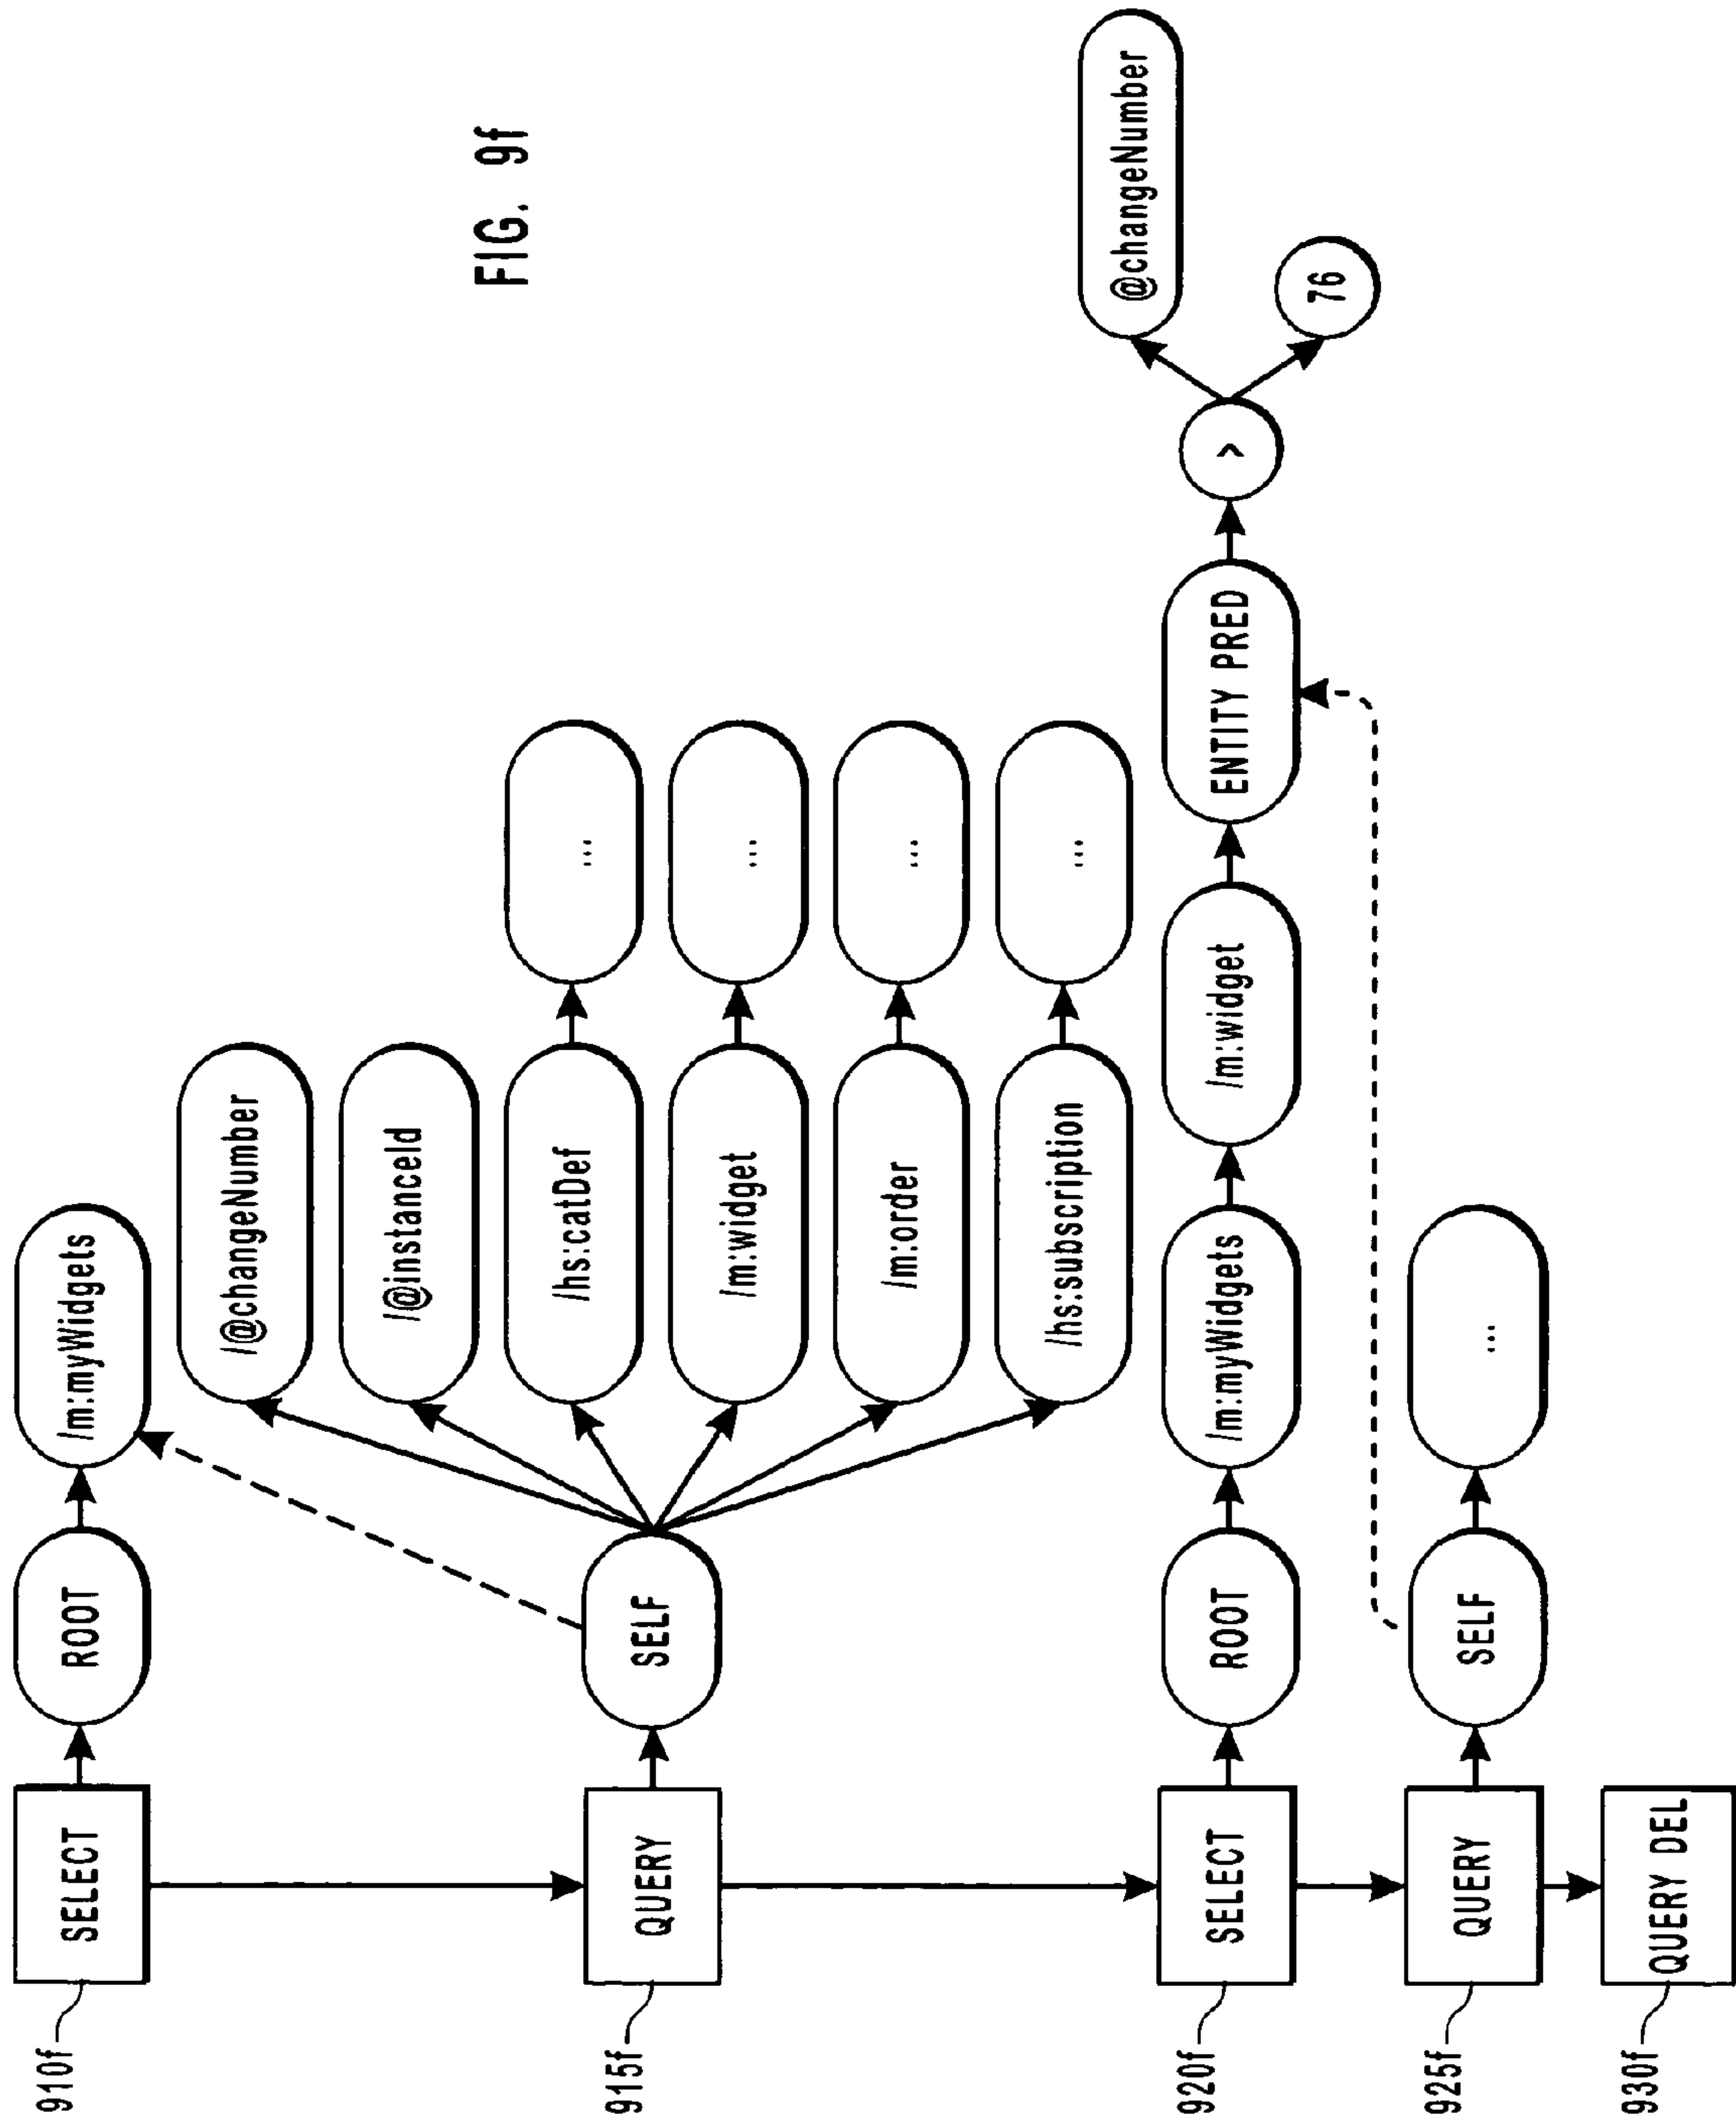 910f
SELECT
ROOT
/m:myWidgets
/@changeNumber
/@instanceId
FIG. 9f
/hs:catDef
...
915f
QUERY
SELF
/m:widget
...
/m:order
...
/hs:subscription
...
@changeNumber
920f
SELECT
ROOT
/m:myWidgets
/m:widget
ENTITY PRED
>
76
925f
QUERY
SELF
...
930f
QUERY DEL